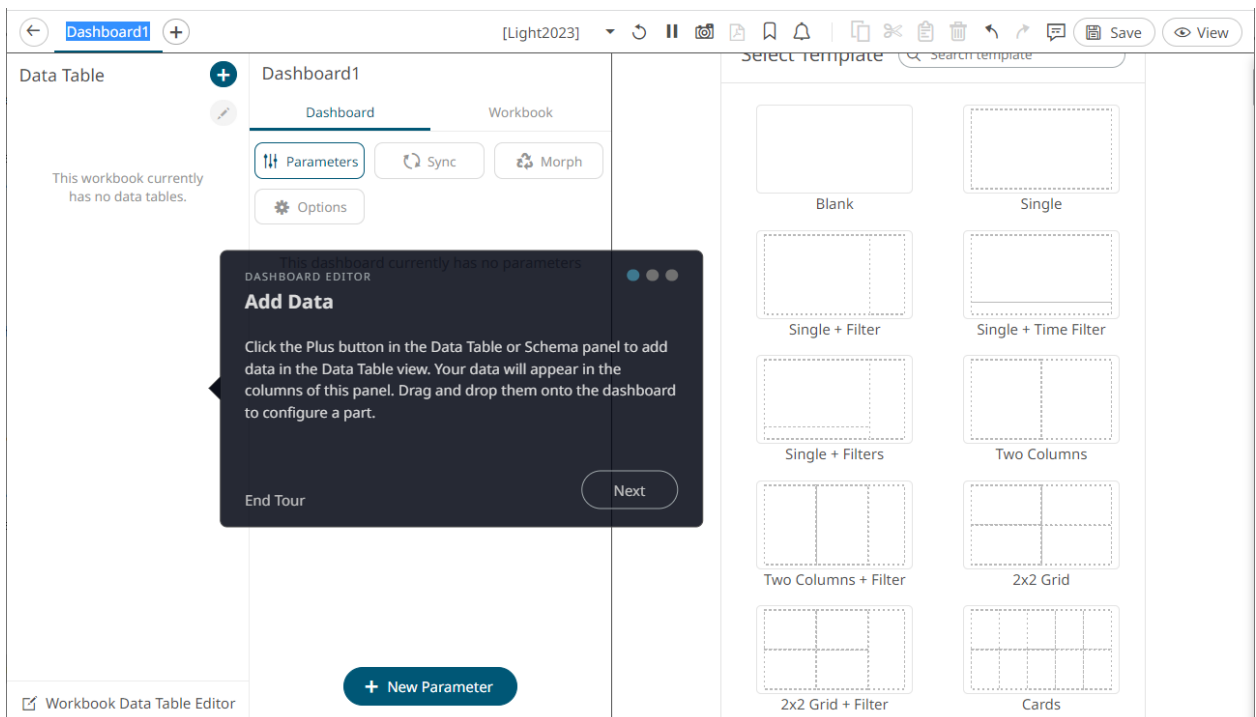 Dashboard1
[Light2023]
Save
View
Data Table
This workbook currently
has no data tables.
Workbook Data Table Editor
Dashboard1
Dashboard
Workbook
Parameters
Sync
Morph
Options
This dashboard currently has no parameters
DASHBOARD EDITOR
Add Data
Click the Plus button in the Data Table or Schema panel to add
data in the Data Table view. Your data will appear in the
columns of this panel. Drag and drop them onto the dashboard
to configure a part.
End Tour
Next
+ New Parameter
Select Template
Search template
Blank
Single
Single + Filter
Single + Time Filter
Single + Filters
Two Columns
Two Columns + Filter
2x2 Grid
2x2 Grid + Filter
Cards